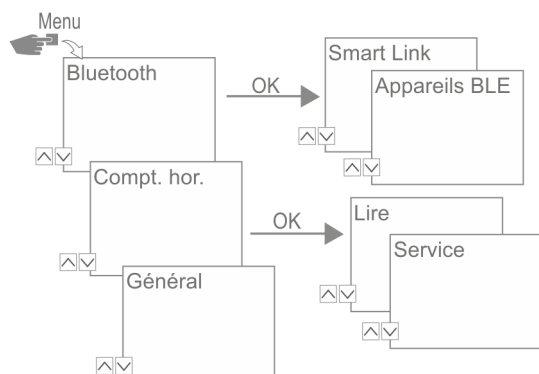 Menu
Bluetooth
OK
Smart Link
Appareils BLE
Compt. hor.
OK
Lire
Service
Général